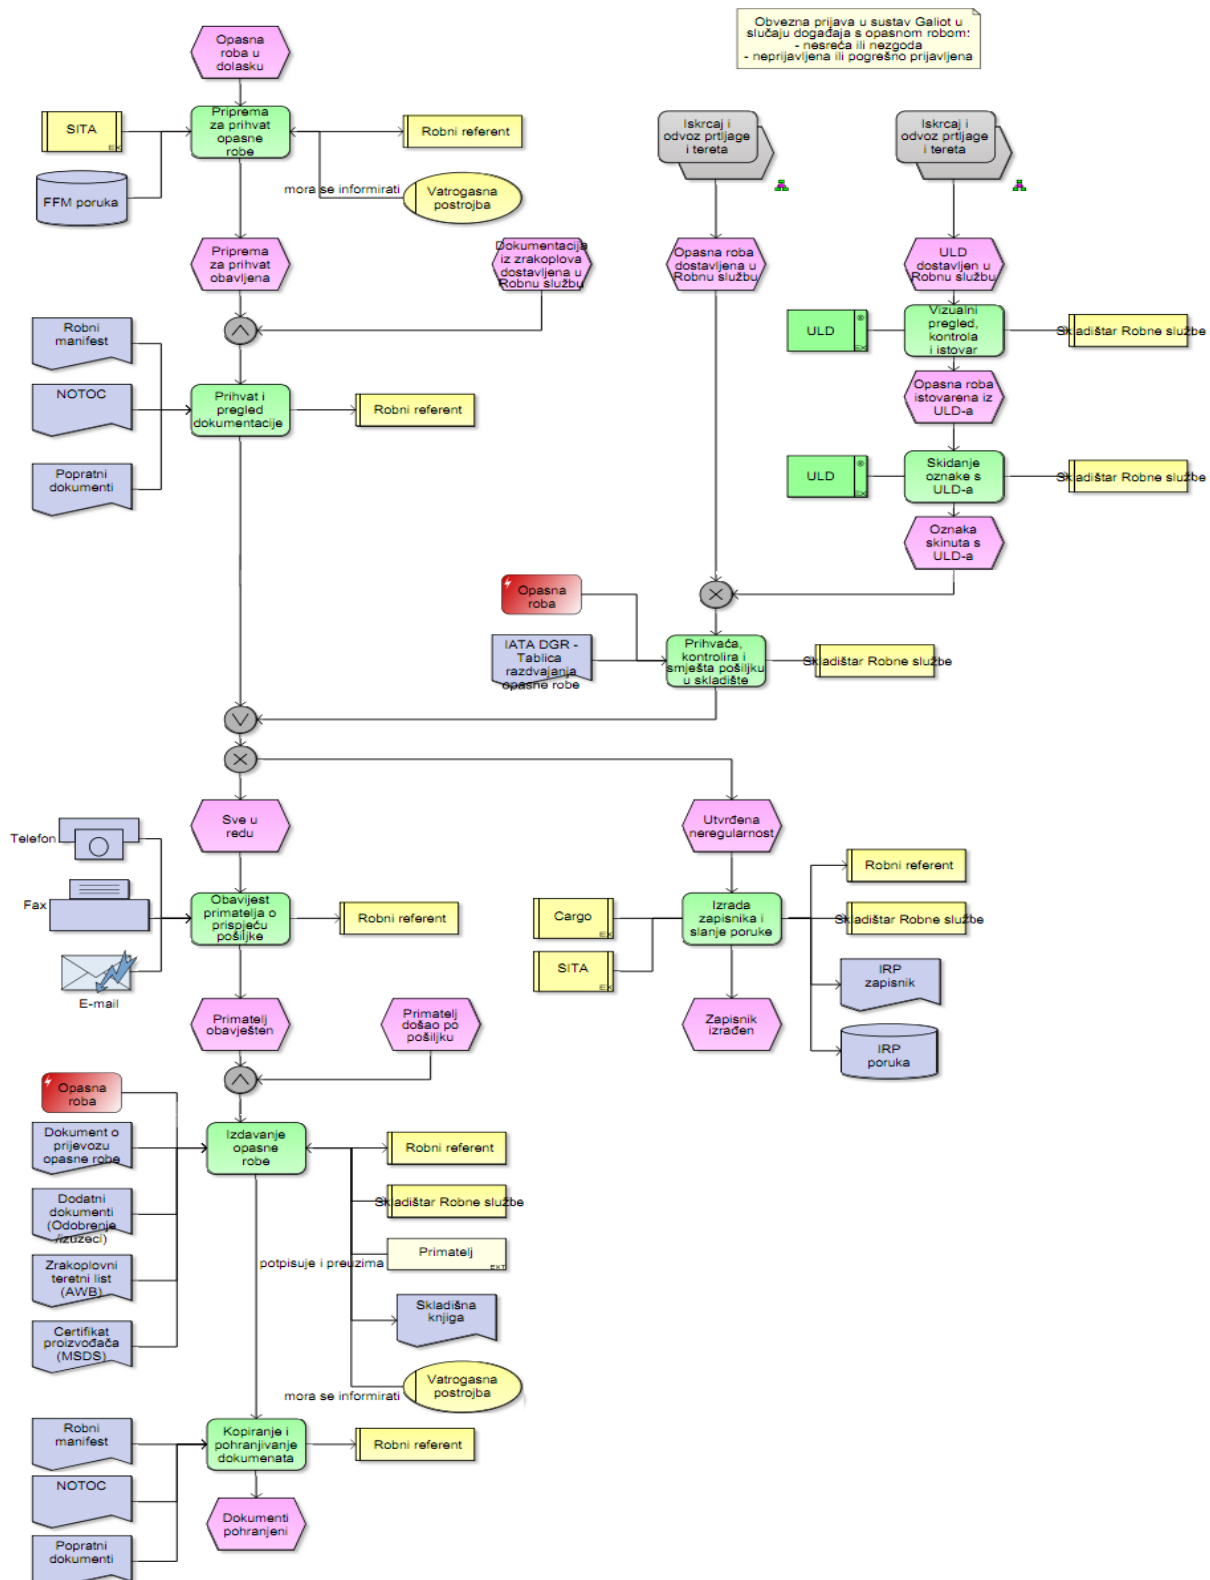 Opasna
roba u
dolasku
Obvezna prijava u sustav Galiot u
slučaju događaja s opasnom robom:
- nesreća ili nezgoda
- neprijavljena ili pogrešno prijavljena
SITA
EX
Priprema
za prihvat
opasne
robe
Robni referent
FFM poruka
mora se informirati
Vatrogasna
postrojba
Iskrcaj i
odvoz prtljage
i tereta
Iskrcaj i
odvoz prtljage
i tereta
Priprema
za prihvat
obavljena
Dokumentacija
iz zrakoplova
dostavljena u
Robnu službu
Opasna roba
dostavljena u
Robnu službu
ULD
dostavljen u
Robnu službu
Robni
manifest
ULD
EX
Vizualni
pregled,
kontrola
i istovar
Skladištar Robne službe
NOTOC
Prihvat i
pregled
dokumentacije
Robni referent
Opasna roba
istovarena iz
ULD-a
Popratni
dokumenti
ULD
EX
Skidanje
oznake s
ULD-a
Skladištar Robne službe
Oznaka
skinuta s
ULD-a
Opasna
roba
IATA DGR -
Tablica
razdvajanja
opasne robe
Prihvaća,
kontrolira i
smješta pošiljku
u skladište
Skladištar Robne službe
Sve u
redu
Utvrđena
neregularnost
Telefon
Fax
E-mail
Obavijest
primatelja o
prispjeću
pošiljke
Robni referent
Cargo
EX
SITA
EX
Izrada
zapisnika i
slanje poruke
Robni referent
Skladištar Robne službe
IRP
zapisnik
IRP
poruka
Primatelj
obavješten
Primatelj
došao po
pošiljku
Zapisnik
izrađen
Opasna
roba
Dokument o
prijevozu
opasne robe
Dodatni
dokumenti
(Odobrenje
/izuzeci)
Zrakoplovni
teretni list
(AWB)
Certifikat
proizvođača
(MSDS)
Izdavanje
opasne
robe
Robni referent
Skladištar Robne službe
potpisuje i preuzima
Primatelj
EXT
Skladišna
knjiga
mora se informirati
Vatrogasna
postrojba
Robni
manifest
NOTOC
Popratni
dokumenti
Kopiranje i
pohranjivanje
dokumenata
Robni referent
Dokumenti
pohranjeni